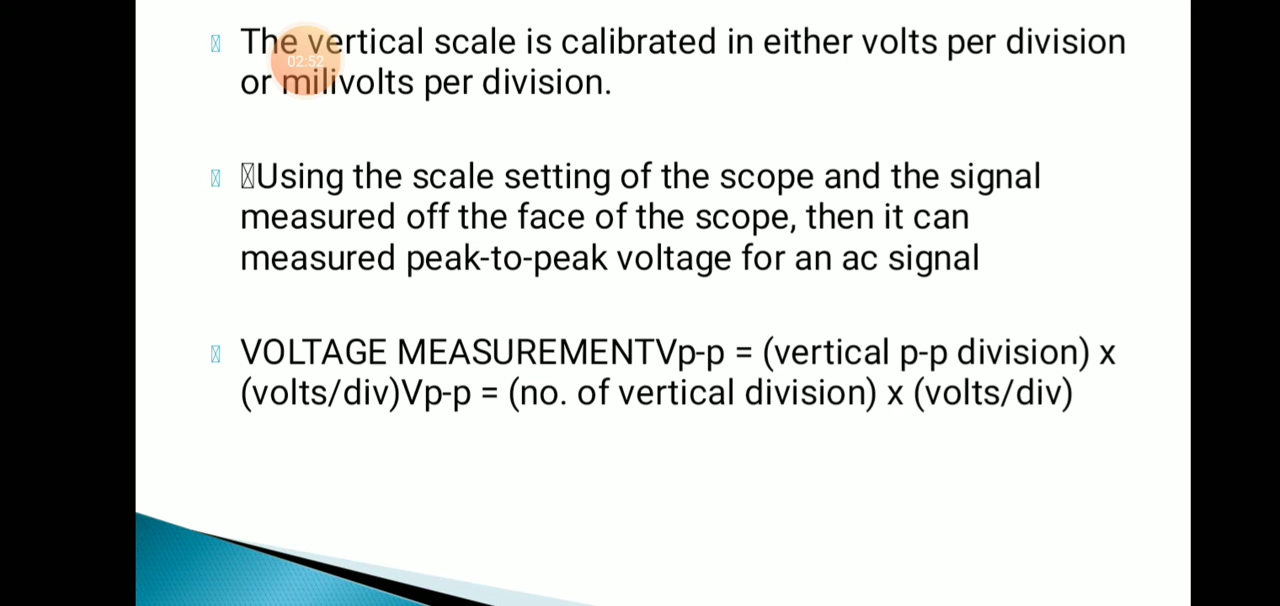 The vertical scale is calibrated in either volts per division
or milivolts per division.
Using the scale setting of the scope and the signal
measured off the face of the scope, then it can
measured peak-to-peak voltage for an ac signal
VOLTAGE MEASUREMENTVp-p = (vertical p-p division) x
(volts/div)Vp-p = (no. of vertical division) x (volts/div)
02:52